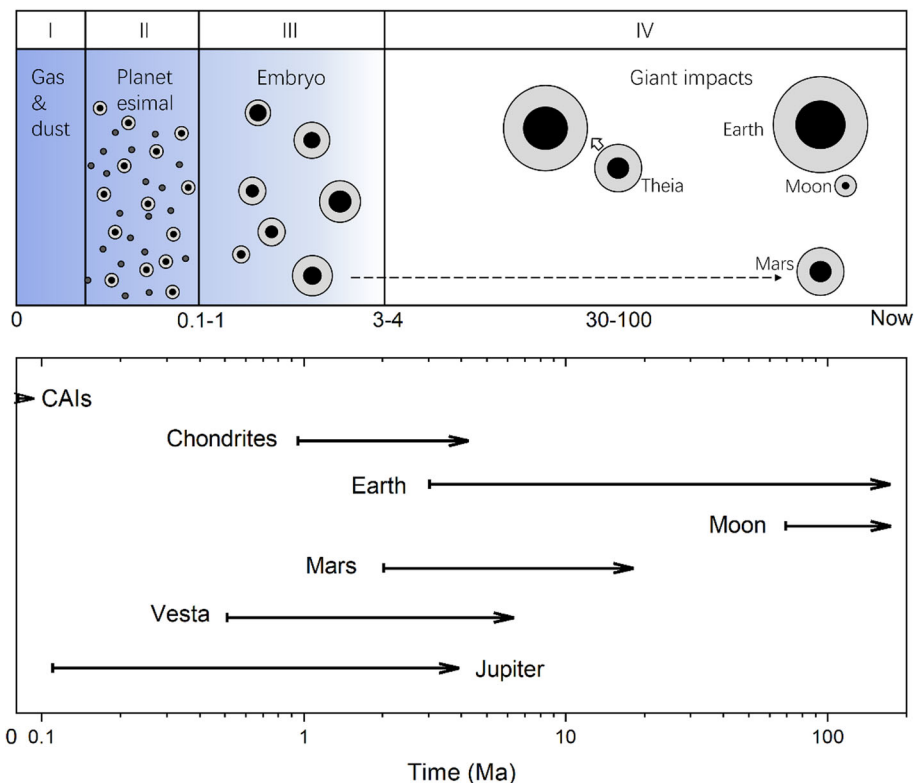 I II III IV
Gas
&
dust
Planet
esimal
Embryo
Giant impacts
Earth
Theia
Moon
Mars
0 0.1-1 3-4 30-100 Now
CAIs
Chondrites
Earth
Moon
Mars
Vesta
Jupiter
0 0.1 1 10 100
Time (Ma)